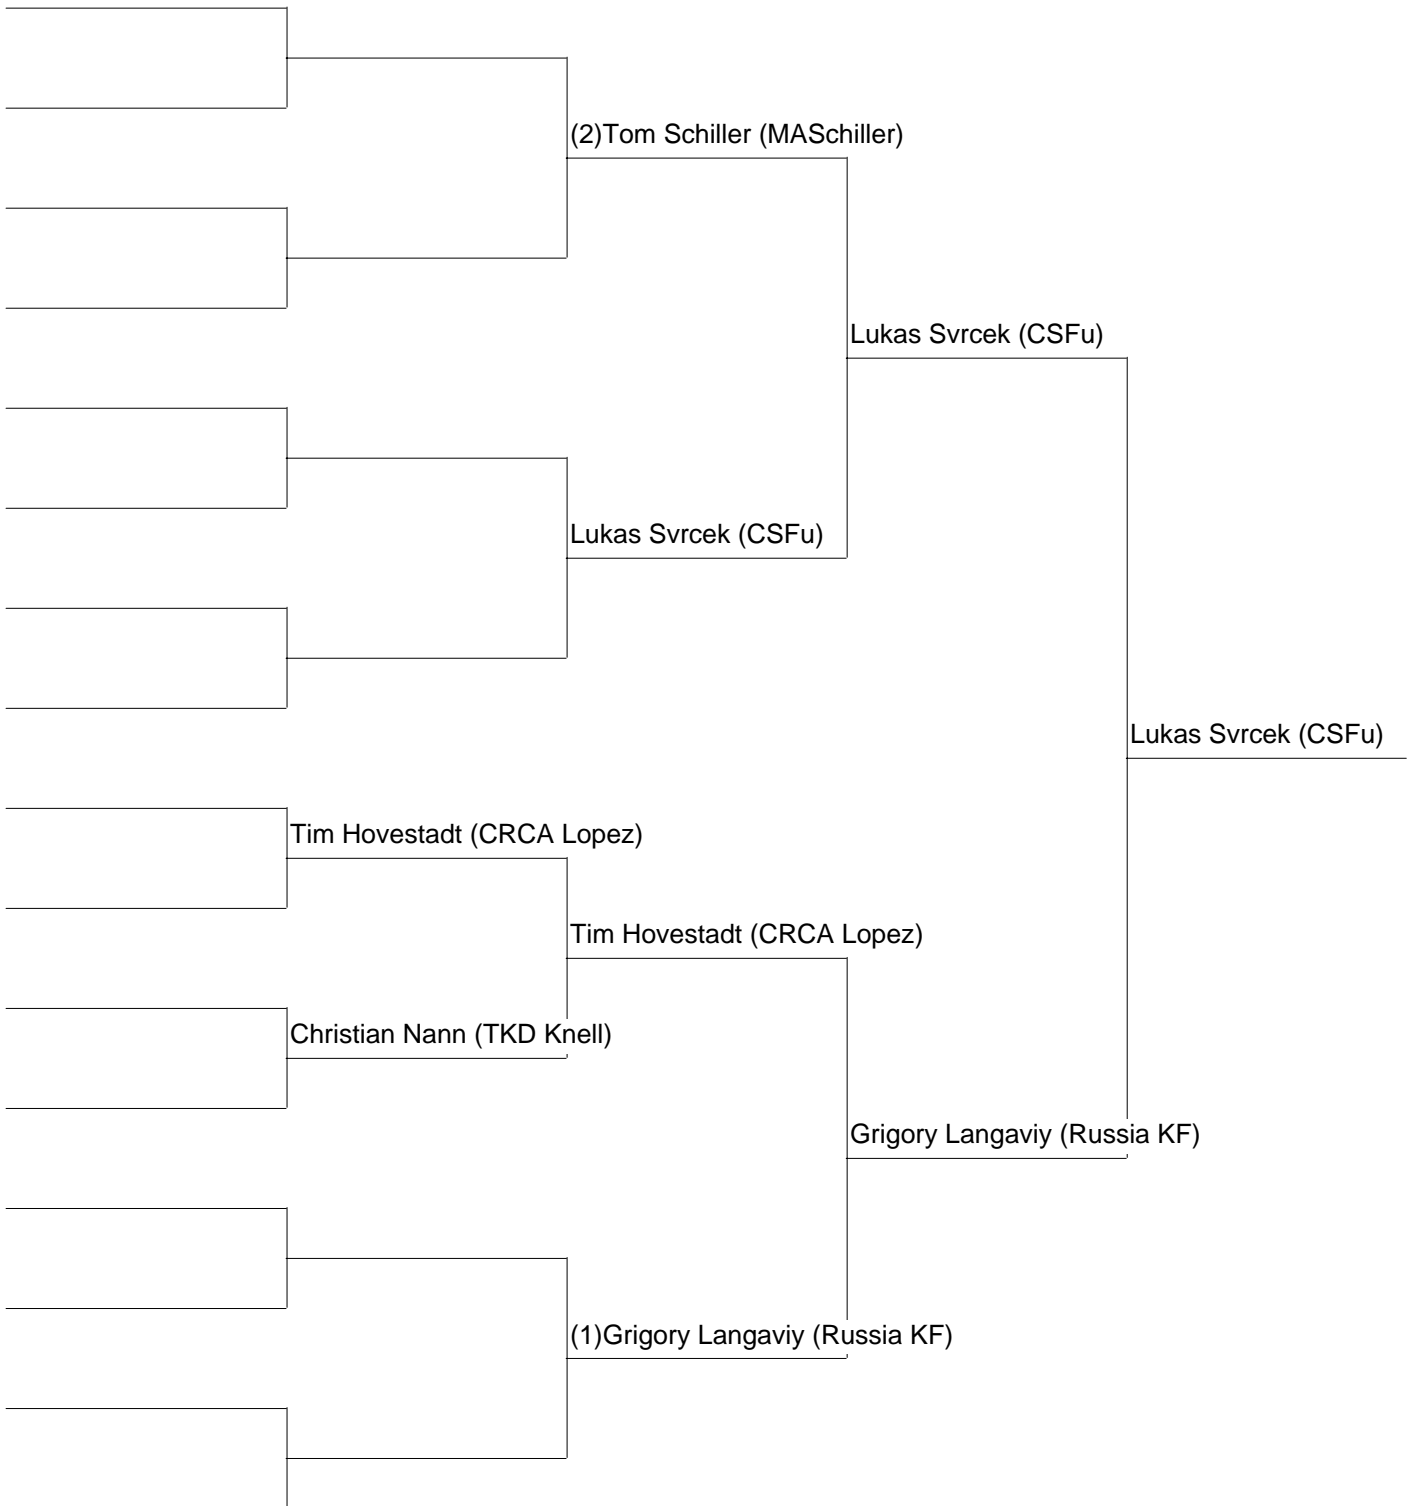 (2)Tom Schiller (MASchiller)
Lukas Svrcek (CSFu)
Lukas Svrcek (CSFu)
Lukas Svrcek (CSFu)
Tim Hovestadt (CRCA Lopez)
Tim Hovestadt (CRCA Lopez)
Christian Nann (TKD Knell)
Grigory Langaviy (Russia KF)
(1)Grigory Langaviy (Russia KF)